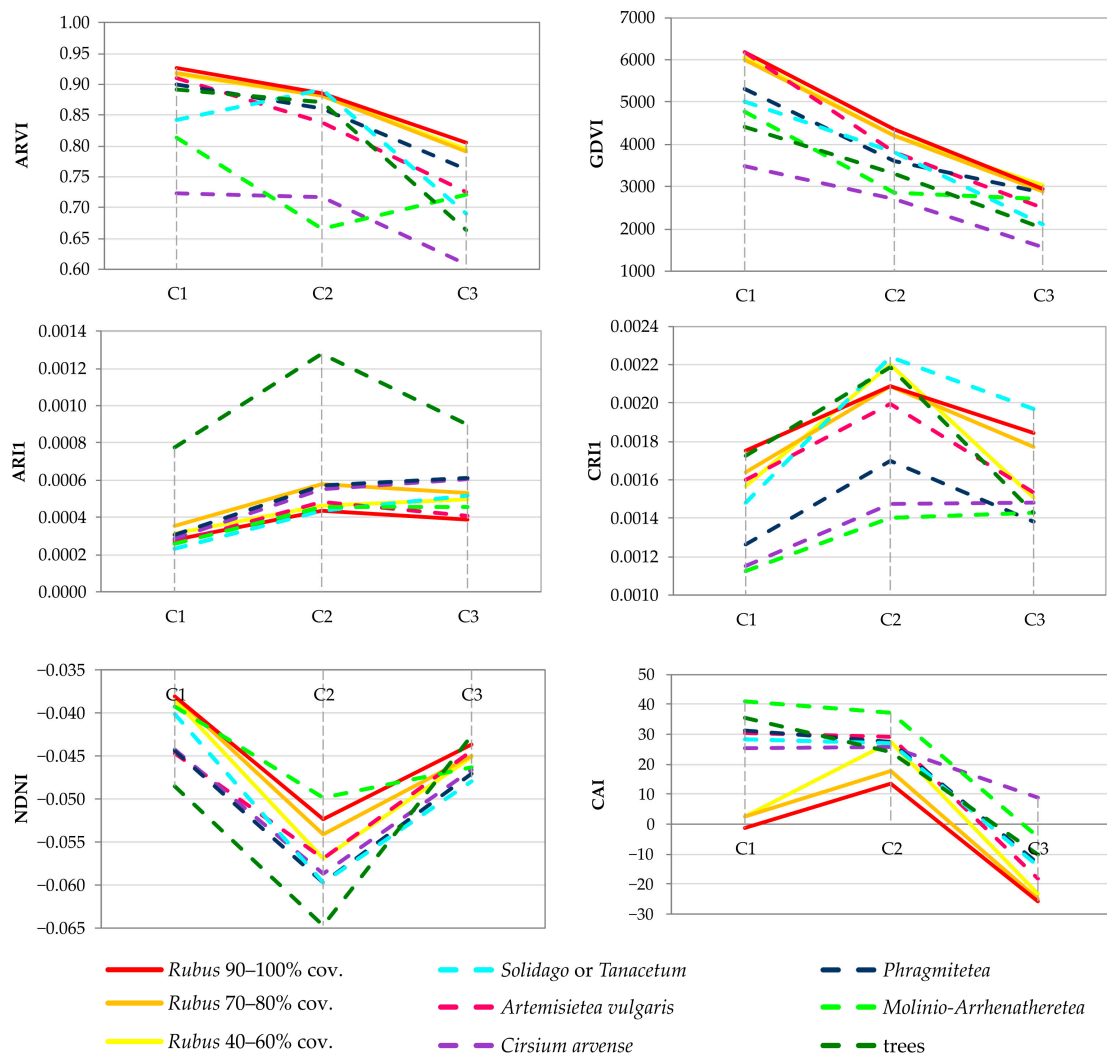 1.00
0.95
0.90
0.85
0.80
0.75
0.70
0.65
0.60
ARVI
C1 C2 C3
7000
6000
5000
4000
3000
2000
1000
GDVI
C1 C2 C3
0.0014
0.0012
0.0010
0.0008
0.0006
0.0004
0.0002
0.0000
ARI1
C1 C2 C3
0.0024
0.0022
0.0020
0.0018
0.0016
0.0014
0.0012
0.0010
CRI1
C1 C2 C3
−0.035
−0.040
−0.045
−0.050
−0.055
−0.060
−0.065
NDNI
C1 C2 C3
50
40
30
20
10
0
−10
−20
−30
CAI
C1 C2 C3
Rubus 90–100% cov.
Rubus 70–80% cov.
Rubus 40–60% cov.
Solidago or Tanacetum
Artemisietea vulgaris
Cirsium arvense
Phragmitetea
Molinio-Arrhenatheretea
trees